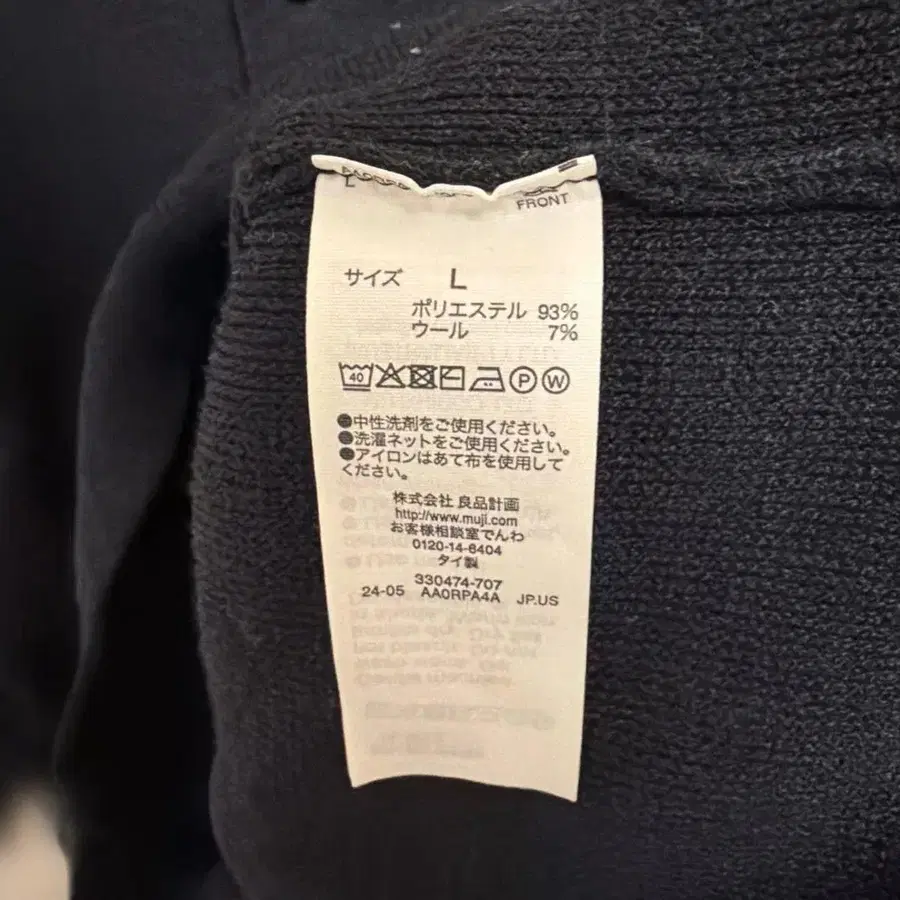 L
FRONT
サイズ L
ポリエステル 93%
ウール 7%
40 P W
●中性洗剤をご使用ください。
●洗濯ネットをご使用ください。
●アイロンはあて布を使用して
ください。
株式会社 良品計画
http://www.muji.com
お客様相談室でんわ
0120-14-6404
タイ製
330474-707
24-05 AA0RPA4A JP.US